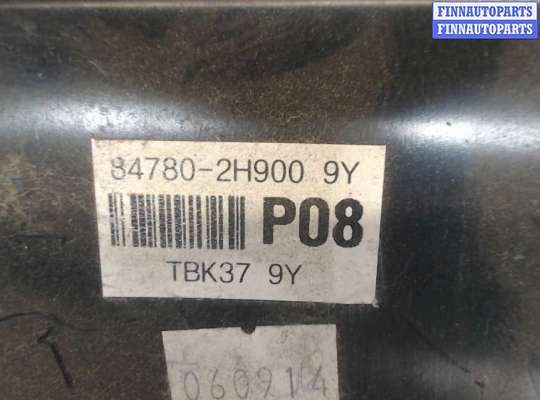 FINNAUTOPARTS
FINNAUTOPARTS
84780-2H900 9Y
P08
TBK37 9Y
060914